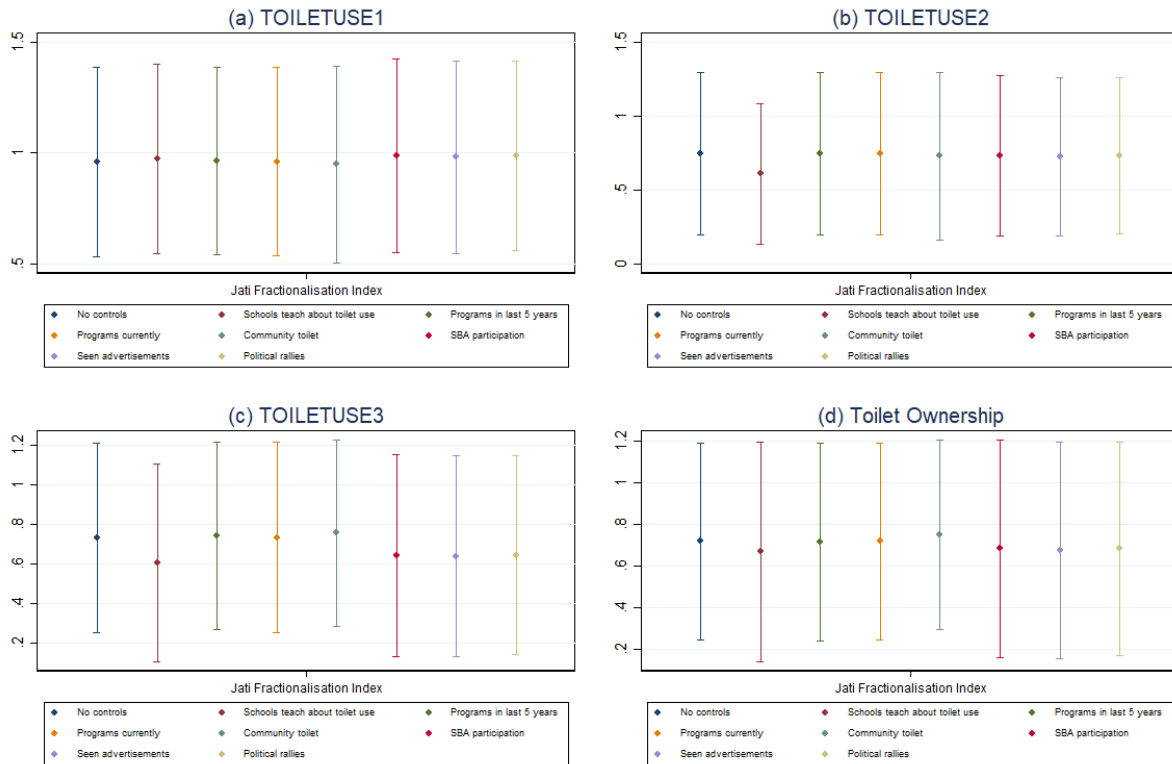 (a) TOILETUSE1
1.5
1
.5
Jati Fractionalisation Index
No controls
Schools teach about toilet use
Programs in last 5 years
Programs currently
Community toilet
SBA participation
Seen advertisements
Political rallies
(b) TOILETUSE2
1.5
1
.5
0
Jati Fractionalisation Index
No controls
Schools teach about toilet use
Programs in last 5 years
Programs currently
Community toilet
SBA participation
Seen advertisements
Political rallies
(c) TOILETUSE3
1.2
1
.8
.6
.4
.2
Jati Fractionalisation Index
No controls
Schools teach about toilet use
Programs in last 5 years
Programs currently
Community toilet
SBA participation
Seen advertisements
Political rallies
(d) Toilet Ownership
1.2
1
.8
.6
.4
.2
Jati Fractionalisation Index
No controls
Schools teach about toilet use
Programs in last 5 years
Programs currently
Community toilet
SBA participation
Seen advertisements
Political rallies